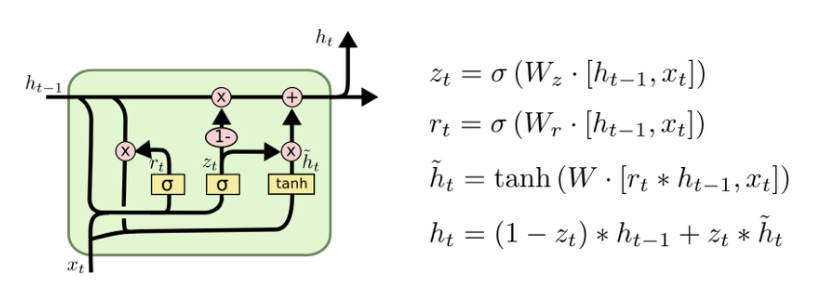 h_t
h_{t-1}
x
+
1-
x
r_t
z_t
x
h̃_t
σ
σ
tanh
x_t
z_t = σ (W_z · [h_{t-1}, x_t])
r_t = σ (W_r · [h_{t-1}, x_t])
h̃_t = tanh (W · [r_t * h_{t-1}, x_t])
h_t = (1 − z_t) * h_{t-1} + z_t * h̃_t